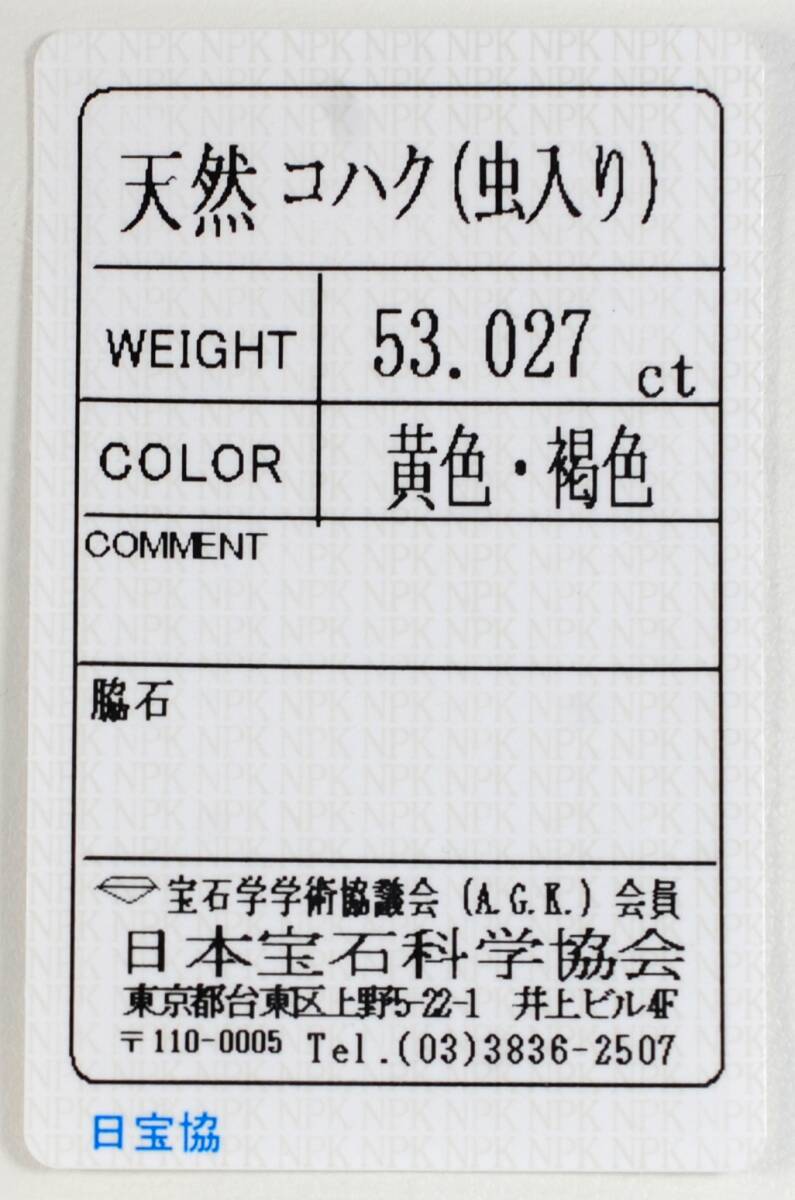 天然 コハク(虫入り)
WEIGHT 53.027 ct
COLOR 黄色・褐色
COMMENT
脇石
宝石学学術協議会 (A.G.K.) 会員
日本宝石科学協会
東京都台東区上野5-22-1 井上ビル4F
〒110-0005 Tel.(03)3836-2507
日宝協